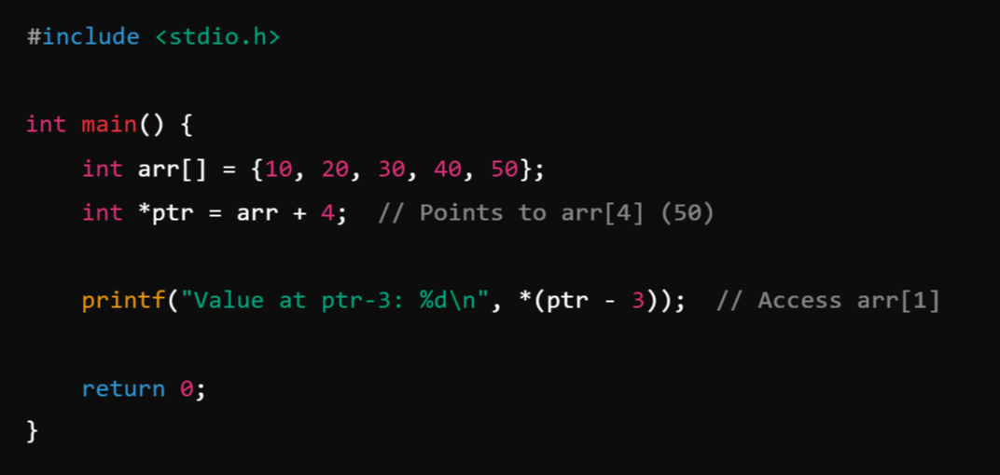 #include <stdio.h>
int main() {
    int arr[] = {10, 20, 30, 40, 50};
    int *ptr = arr + 4;  // Points to arr[4] (50)
    printf("Value at ptr-3: %d\n", *(ptr - 3));  // Access arr[1]
    return 0;
}